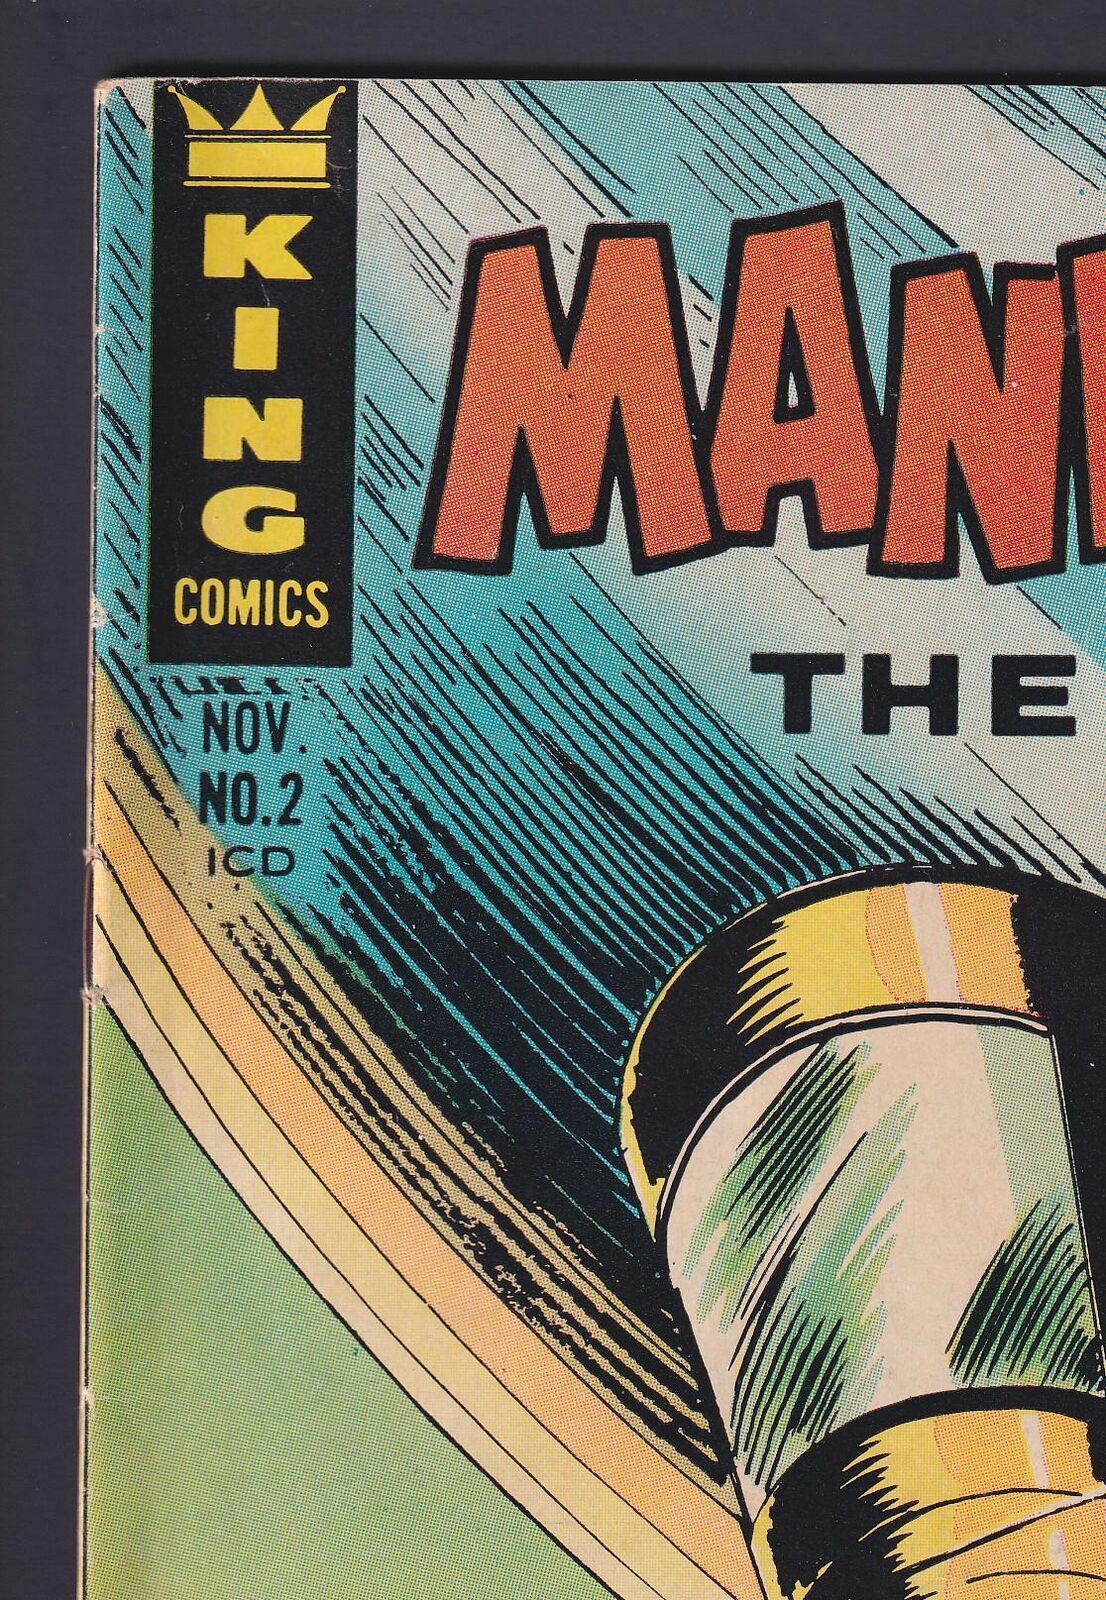 KING
COMICS
NOV.
NO.2
ICD
MAN
THE